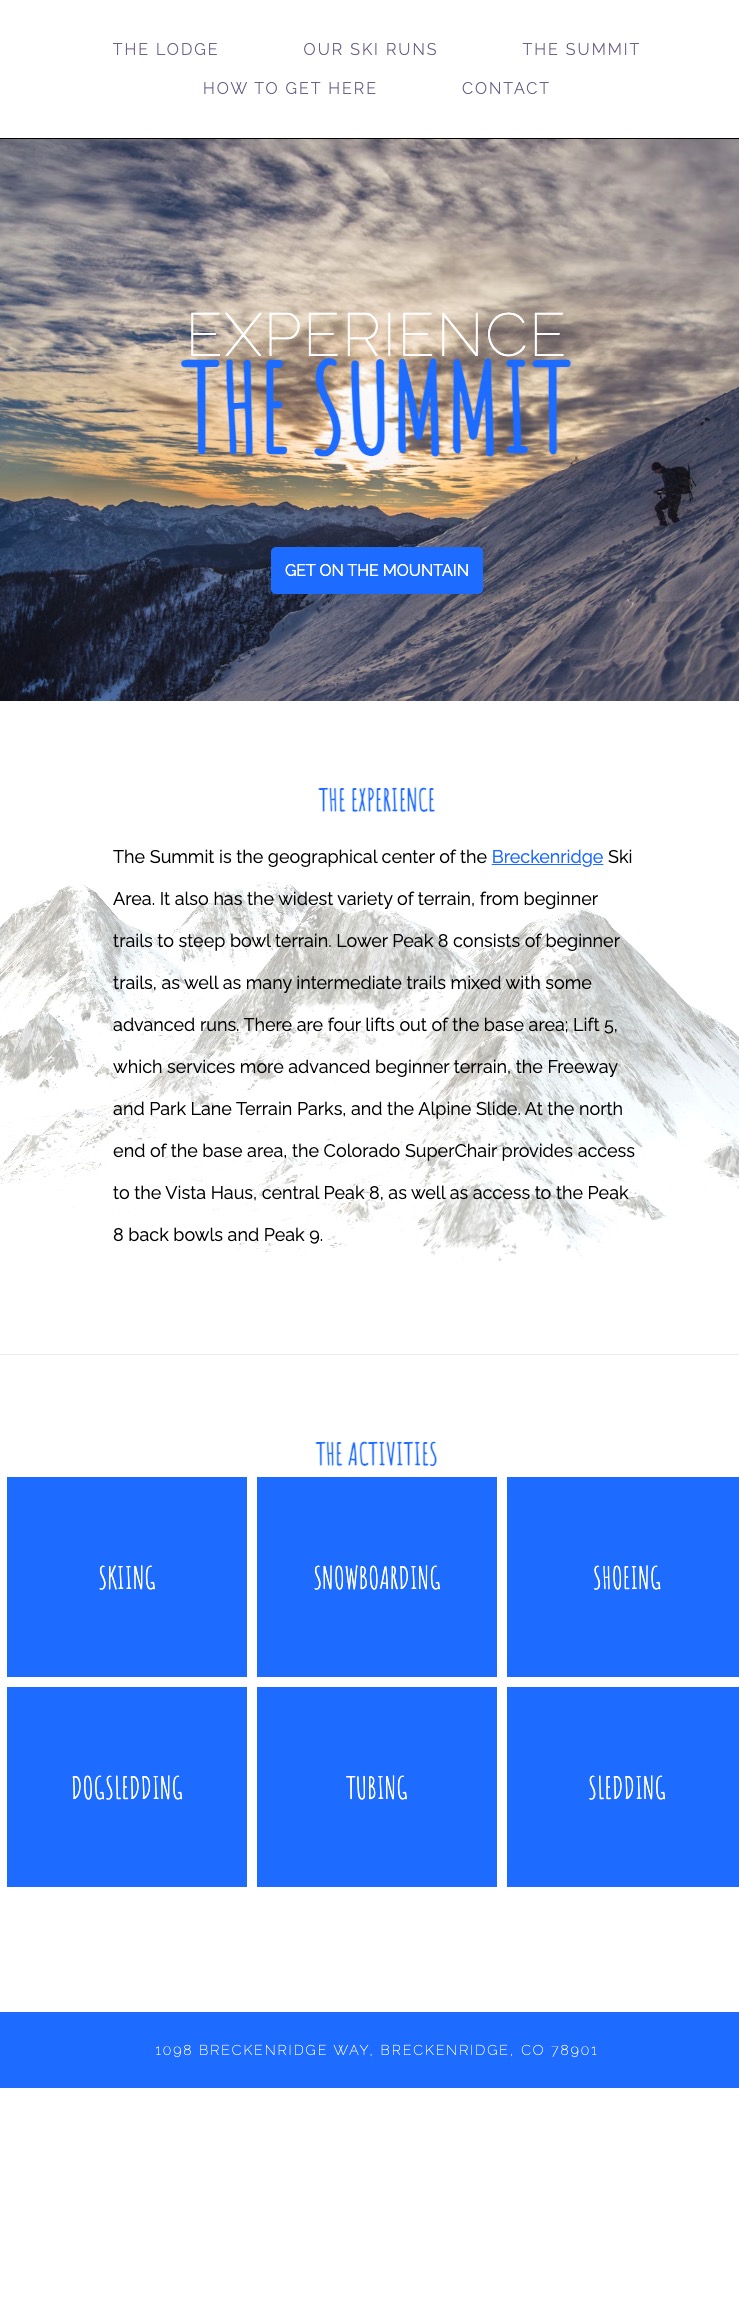 THE LODGE OUR SKI RUNS THE SUMMIT
HOW TO GET HERE CONTACT
EXPERIENCE
THE SUMMIT
GET ON THE MOUNTAIN
THE EXPERIENCE
The Summit is the geographical center of the Breckenridge Ski
Area. It also has the widest variety of terrain, from beginner
trails to steep bowl terrain. Lower Peak 8 consists of beginner
trails, as well as many intermediate trails mixed with some
advanced runs. There are four lifts out of the base area; Lift 5,
which services more advanced beginner terrain, the Freeway
and Park Lane Terrain Parks, and the Alpine Slide. At the north
end of the base area, the Colorado SuperChair provides access
to the Vista Haus, central Peak 8, as well as access to the Peak
8 back bowls and Peak 9.
THE ACTIVITIES
SKIING SNOWBOARDING SHOEING
DOGSLEDDING TUBING SLEDDING
1098 BRECKENRIDGE WAY, BRECKENRIDGE, CO 78901